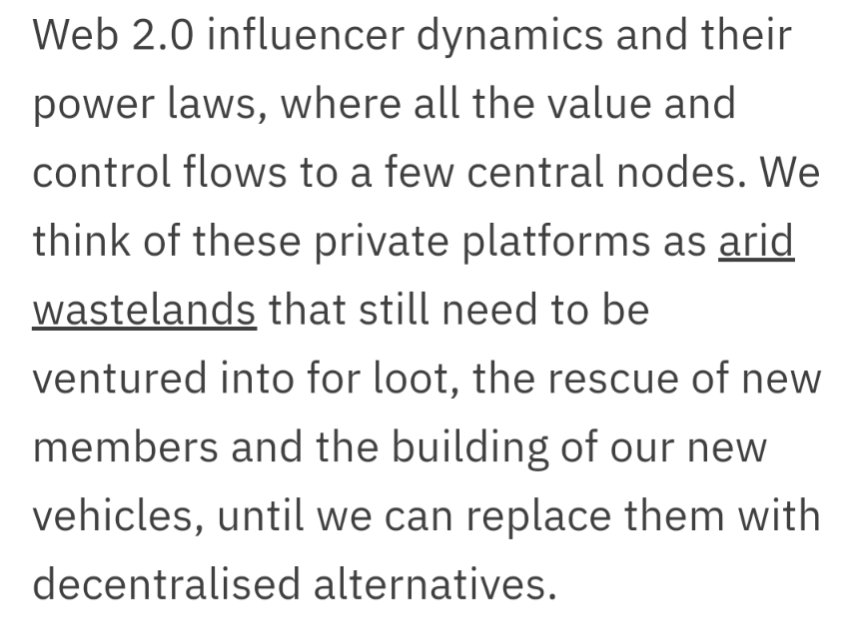 Web 2.0 influencer dynamics and their
power laws, where all the value and
control flows to a few central nodes. We
think of these private platforms as arid
wastelands that still need to be
ventured into for loot, the rescue of new
members and the building of our new
vehicles, until we can replace them with
decentralised alternatives.